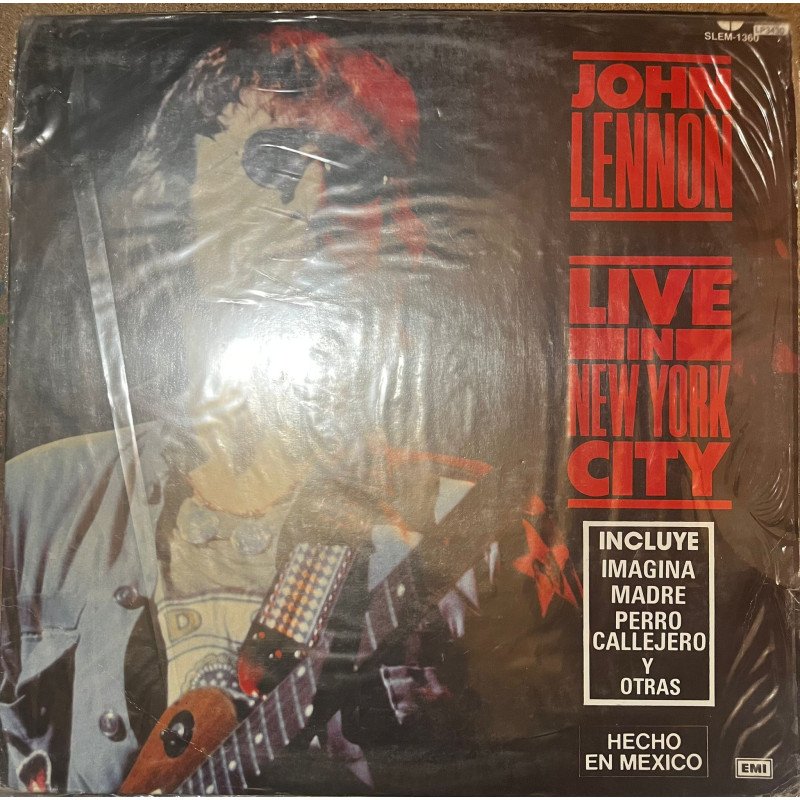 SLEM-1360
LP3430
JOHN
LENNON
LIVE
IN
NEW YORK
CITY
INCLUYE
IMAGINA
MADRE
PERRO
CALLEJERO
Y
OTRAS
HECHO
EN MEXICO
EMI
D